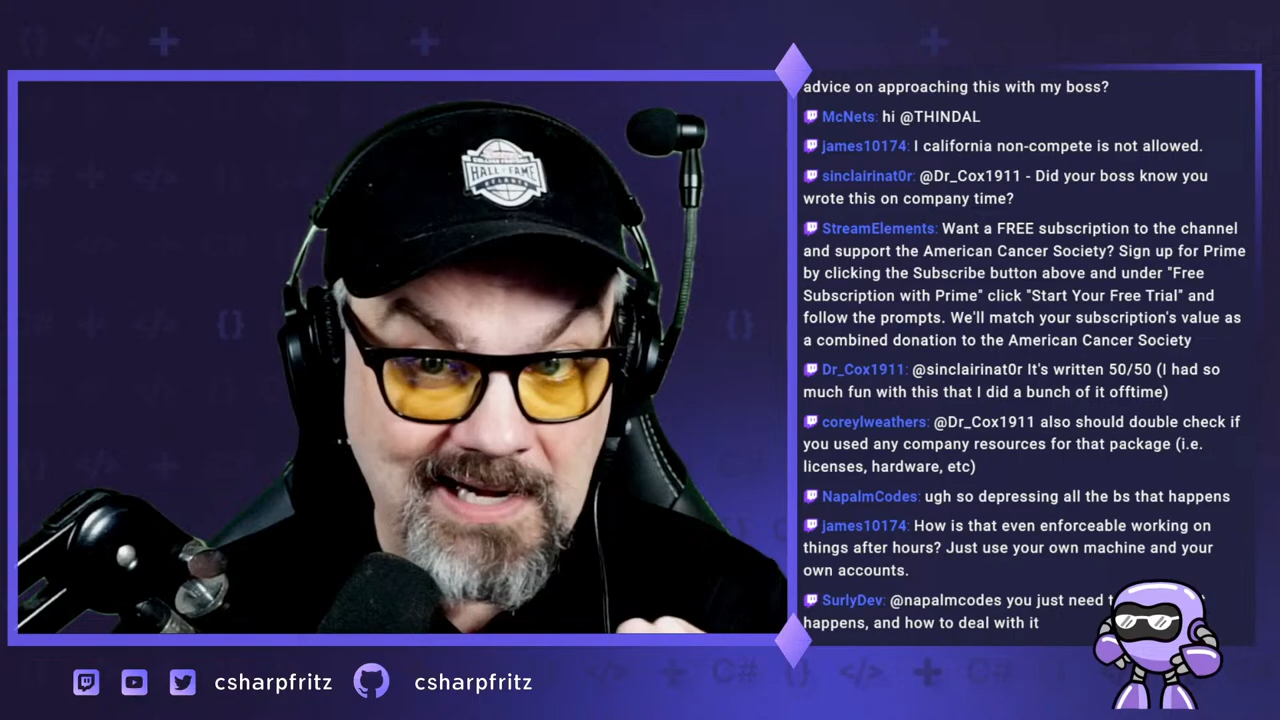 HALL OF FAME
advice on approaching this with my boss?
McNets: hi @THINDAL
james10174: I california non-compete is not allowed.
sinclairinat0r: @Dr_Cox1911 - Did your boss know you
wrote this on company time?
StreamElements: Want a FREE subscription to the channel
and support the American Cancer Society? Sign up for Prime
by clicking the Subscribe button above and under "Free
Subscription with Prime" click "Start Your Free Trial" and
follow the prompts. We'll match your subscription's value as
a combined donation to the American Cancer Society
Dr_Cox1911: @sinclairinat0r It's written 50/50 (I had so
much fun with this that I did a bunch of it offtime)
coreylweathers: @Dr_Cox1911 also should double check if
you used any company resources for that package (i.e.
licenses, hardware, etc)
NapalmCodes: ugh so depressing all the bs that happens
james10174: How is that even enforceable working on
things after hours? Just use your own machine and your
own accounts.
SurlyDev: @napalmcodes you just need
happens, and how to deal with it
csharpfritz csharpfritz